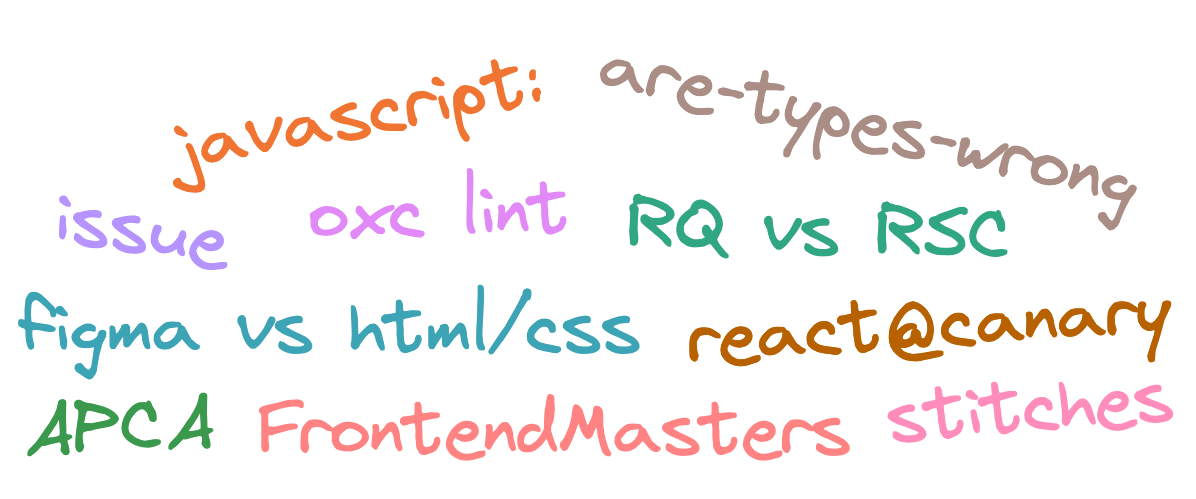 javascript: are-types-wrong
issue oxc lint RQ vs RSC
figma vs html/css react@canary
APCA FrontendMasters stitches